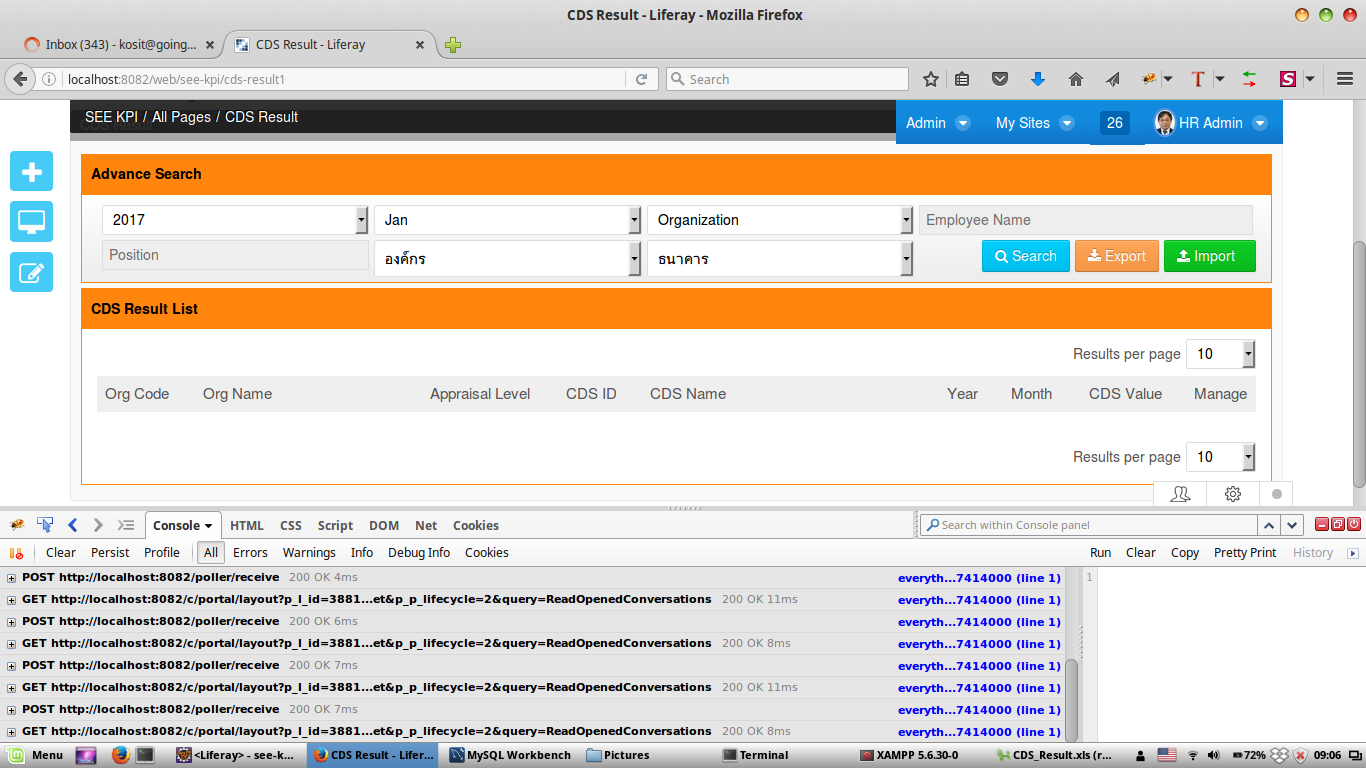 CDS Result - Liferay - Mozilla Firefox
Inbox (343) - kosit@going...
CDS Result - Liferay
localhost:8082/web/see-kpi/cds-result1
Search
SEE KPI / All Pages / CDS Result
Admin My Sites 26 HR Admin
Advance Search
2017 Jan Organization Employee Name
Position องค์กร ธนาคาร Search Export Import
CDS Result List
Results per page 10
Org Code Org Name Appraisal Level CDS ID CDS Name Year Month CDS Value Manage
Results per page 10
Console HTML CSS Script DOM Net Cookies Search within Console panel
Clear Persist Profile All Errors Warnings Info Debug Info Cookies Run Clear Copy Pretty Print History
POST http://localhost:8082/poller/receive 200 OK 4ms everyth...7414000 (line 1) 1
GET http://localhost:8082/c/portal/layout?p_l_id=3881...et&p_p_lifecycle=2&query=ReadOpenedConversations 200 OK 11ms everyth...7414000 (line 1)
POST http://localhost:8082/poller/receive 200 OK 6ms everyth...7414000 (line 1)
GET http://localhost:8082/c/portal/layout?p_l_id=3881...et&p_p_lifecycle=2&query=ReadOpenedConversations 200 OK 8ms everyth...7414000 (line 1)
POST http://localhost:8082/poller/receive 200 OK 7ms everyth...7414000 (line 1)
GET http://localhost:8082/c/portal/layout?p_l_id=3881...et&p_p_lifecycle=2&query=ReadOpenedConversations 200 OK 11ms everyth...7414000 (line 1)
POST http://localhost:8082/poller/receive 200 OK 7ms everyth...7414000 (line 1)
GET http://localhost:8082/c/portal/layout?p_l_id=3881...et&p_p_lifecycle=2&query=ReadOpenedConversations 200 OK 8ms everyth...7414000 (line 1)
Menu <Liferay> - see-k... CDS Result - Lifer... MySQL Workbench Pictures Terminal XAMPP 5.6.30-0 CDS_Result.xls (r... 72% 09:06